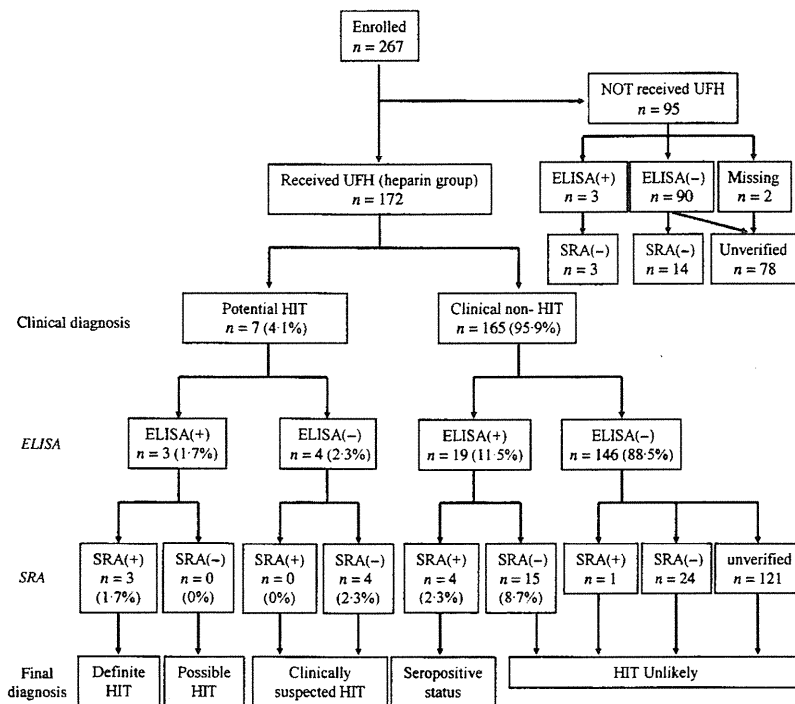 Enrolled
n = 267
NOT received UFH
n = 95
ELISA(+)
n = 3
ELISA(−)
n = 90
Missing
n = 2
Received UFH (heparin group)
n = 172
SRA(−)
n = 3
SRA(−)
n = 14
Unverified
n = 78
Clinical diagnosis
Potential HIT
n = 7 (4·1%)
Clinical non- HIT
n = 165 (95·9%)
ELISA
ELISA(+)
n = 3 (1·7%)
ELISA(−)
n = 4 (2·3%)
ELISA(+)
n = 19 (11·5%)
ELISA(−)
n = 146 (88·5%)
SRA
SRA(+)
n = 3
(1·7%)
SRA(−)
n = 0
(0%)
SRA(+)
n = 0
(0%)
SRA(−)
n = 4
(2·3%)
SRA(+)
n = 4
(2·3%)
SRA(−)
n = 15
(8·7%)
SRA(+)
n = 1
SRA(−)
n = 24
unverified
n = 121
Final
diagnosis
Definite
HIT
Possible
HIT
Clinically
suspected HIT
Seropositive
status
HIT Unlikely